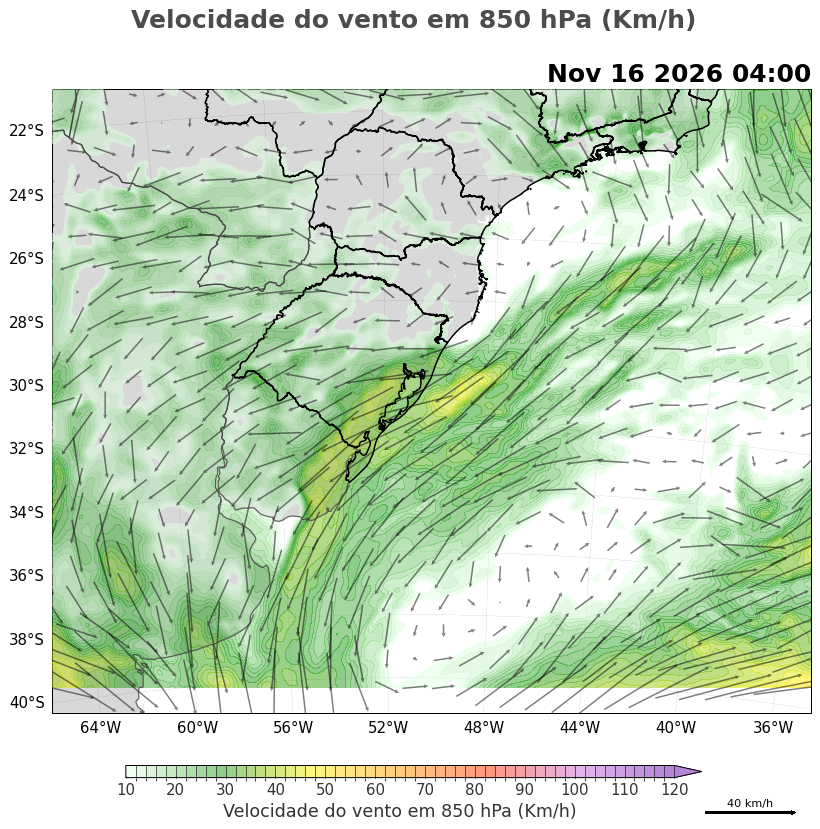 Velocidade do vento em 850 hPa (Km/h)
Nov 16 2026 04:00
22°S
24°S
26°S
28°S
30°S
32°S
34°S
36°S
38°S
40°S
64°W 60°W 56°W 52°W 48°W 44°W 40°W 36°W
10 20 30 40 50 60 70 80 90 100 110 120
Velocidade do vento em 850 hPa (Km/h)
40 km/h